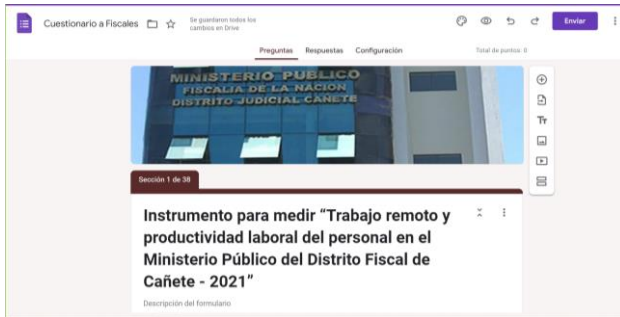 Cuestionario a Fiscales
Se guardaron todos los
cambios en Drive
Enviar
Preguntas Respuestas Configuración
Total de puntos: 0
MINISTERIO PUBLICO
FISCALIA DE LA NACION
DISTRITO JUDICIAL CAÑETE
Tт
Sección 1 de 38
Instrumento para medir “Trabajo remoto y
productividad laboral del personal en el
Ministerio Público del Distrito Fiscal de
Cañete - 2021”
Descripción del formulario